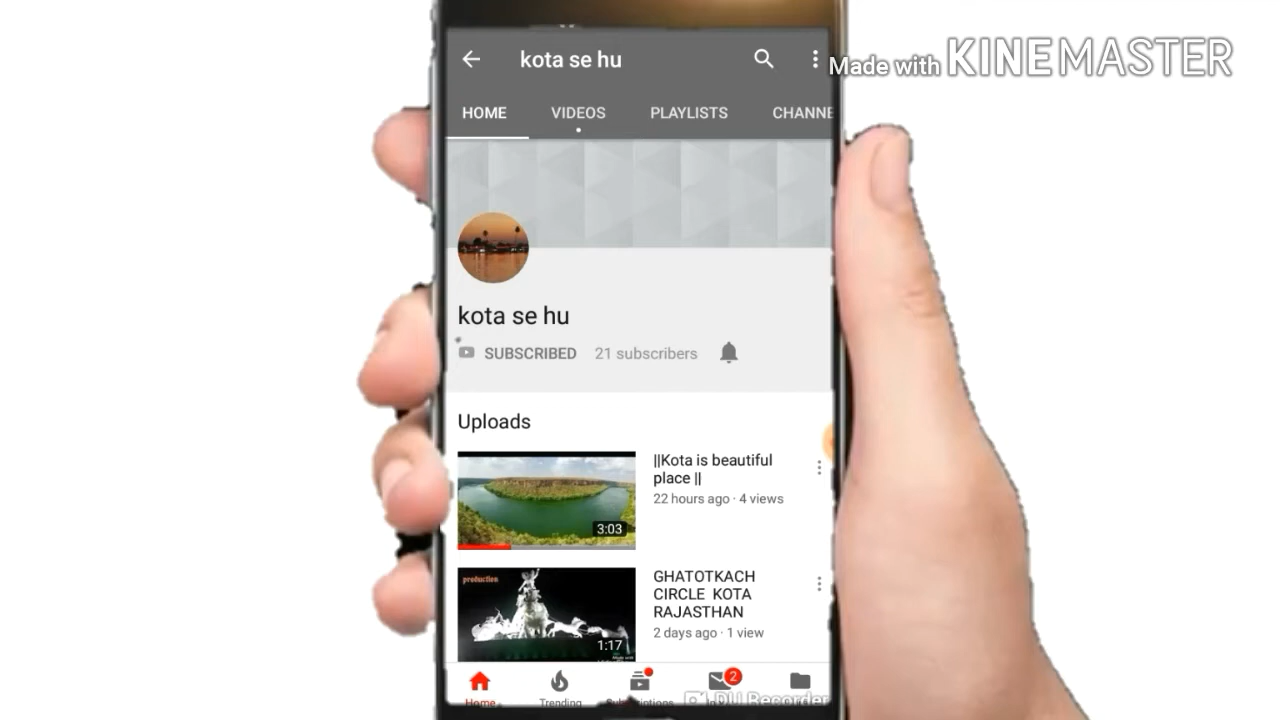 kota se hu
Made with KINEMASTER
HOME VIDEOS PLAYLISTS CHANNE
kota se hu
SUBSCRIBED 21 subscribers
Uploads
||Kota is beautiful
place ||
22 hours ago · 4 views
3:03
production
GHATOTKACH
CIRCLE KOTA
RAJASTHAN
2 days ago · 1 view
1:17
2
Home Trending Subscriptions
DU Recorder